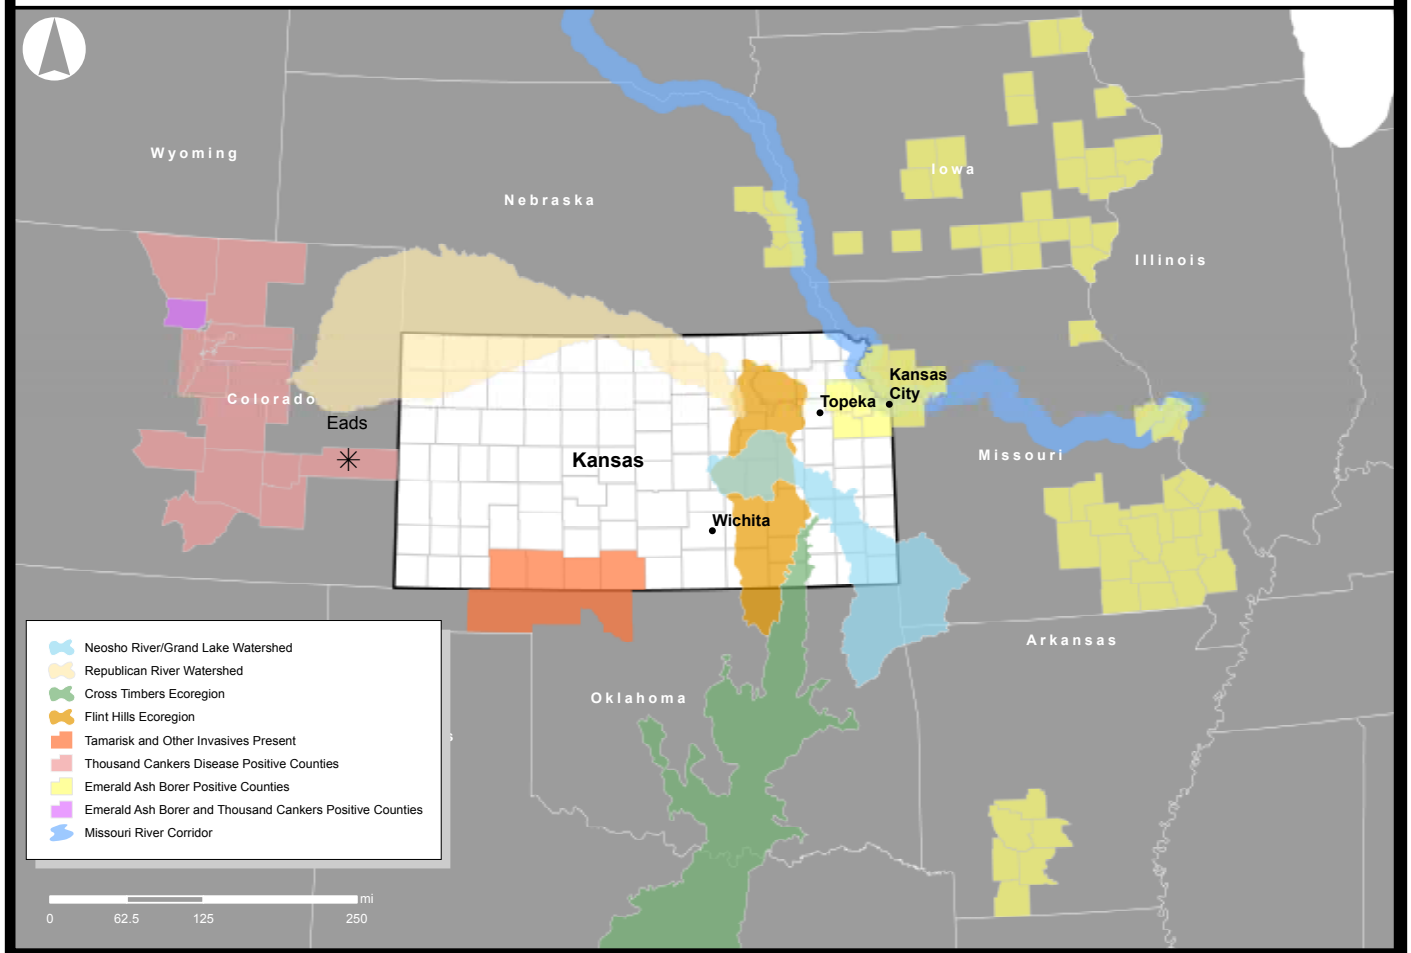 Wyoming
Nebraska
Iowa
Illinois
Kansas
City
Topeka
Colorado
Eads
Kansas
Missouri
Wichita
Arkansas
Oklahoma
s
Neosho River/Grand Lake Watershed
Republican River Watershed
Cross Timbers Ecoregion
Flint Hills Ecoregion
Tamarisk and Other Invasives Present
Thousand Cankers Disease Positive Counties
Emerald Ash Borer Positive Counties
Emerald Ash Borer and Thousand Cankers Positive Counties
Missouri River Corridor
mi
0 62.5 125 250